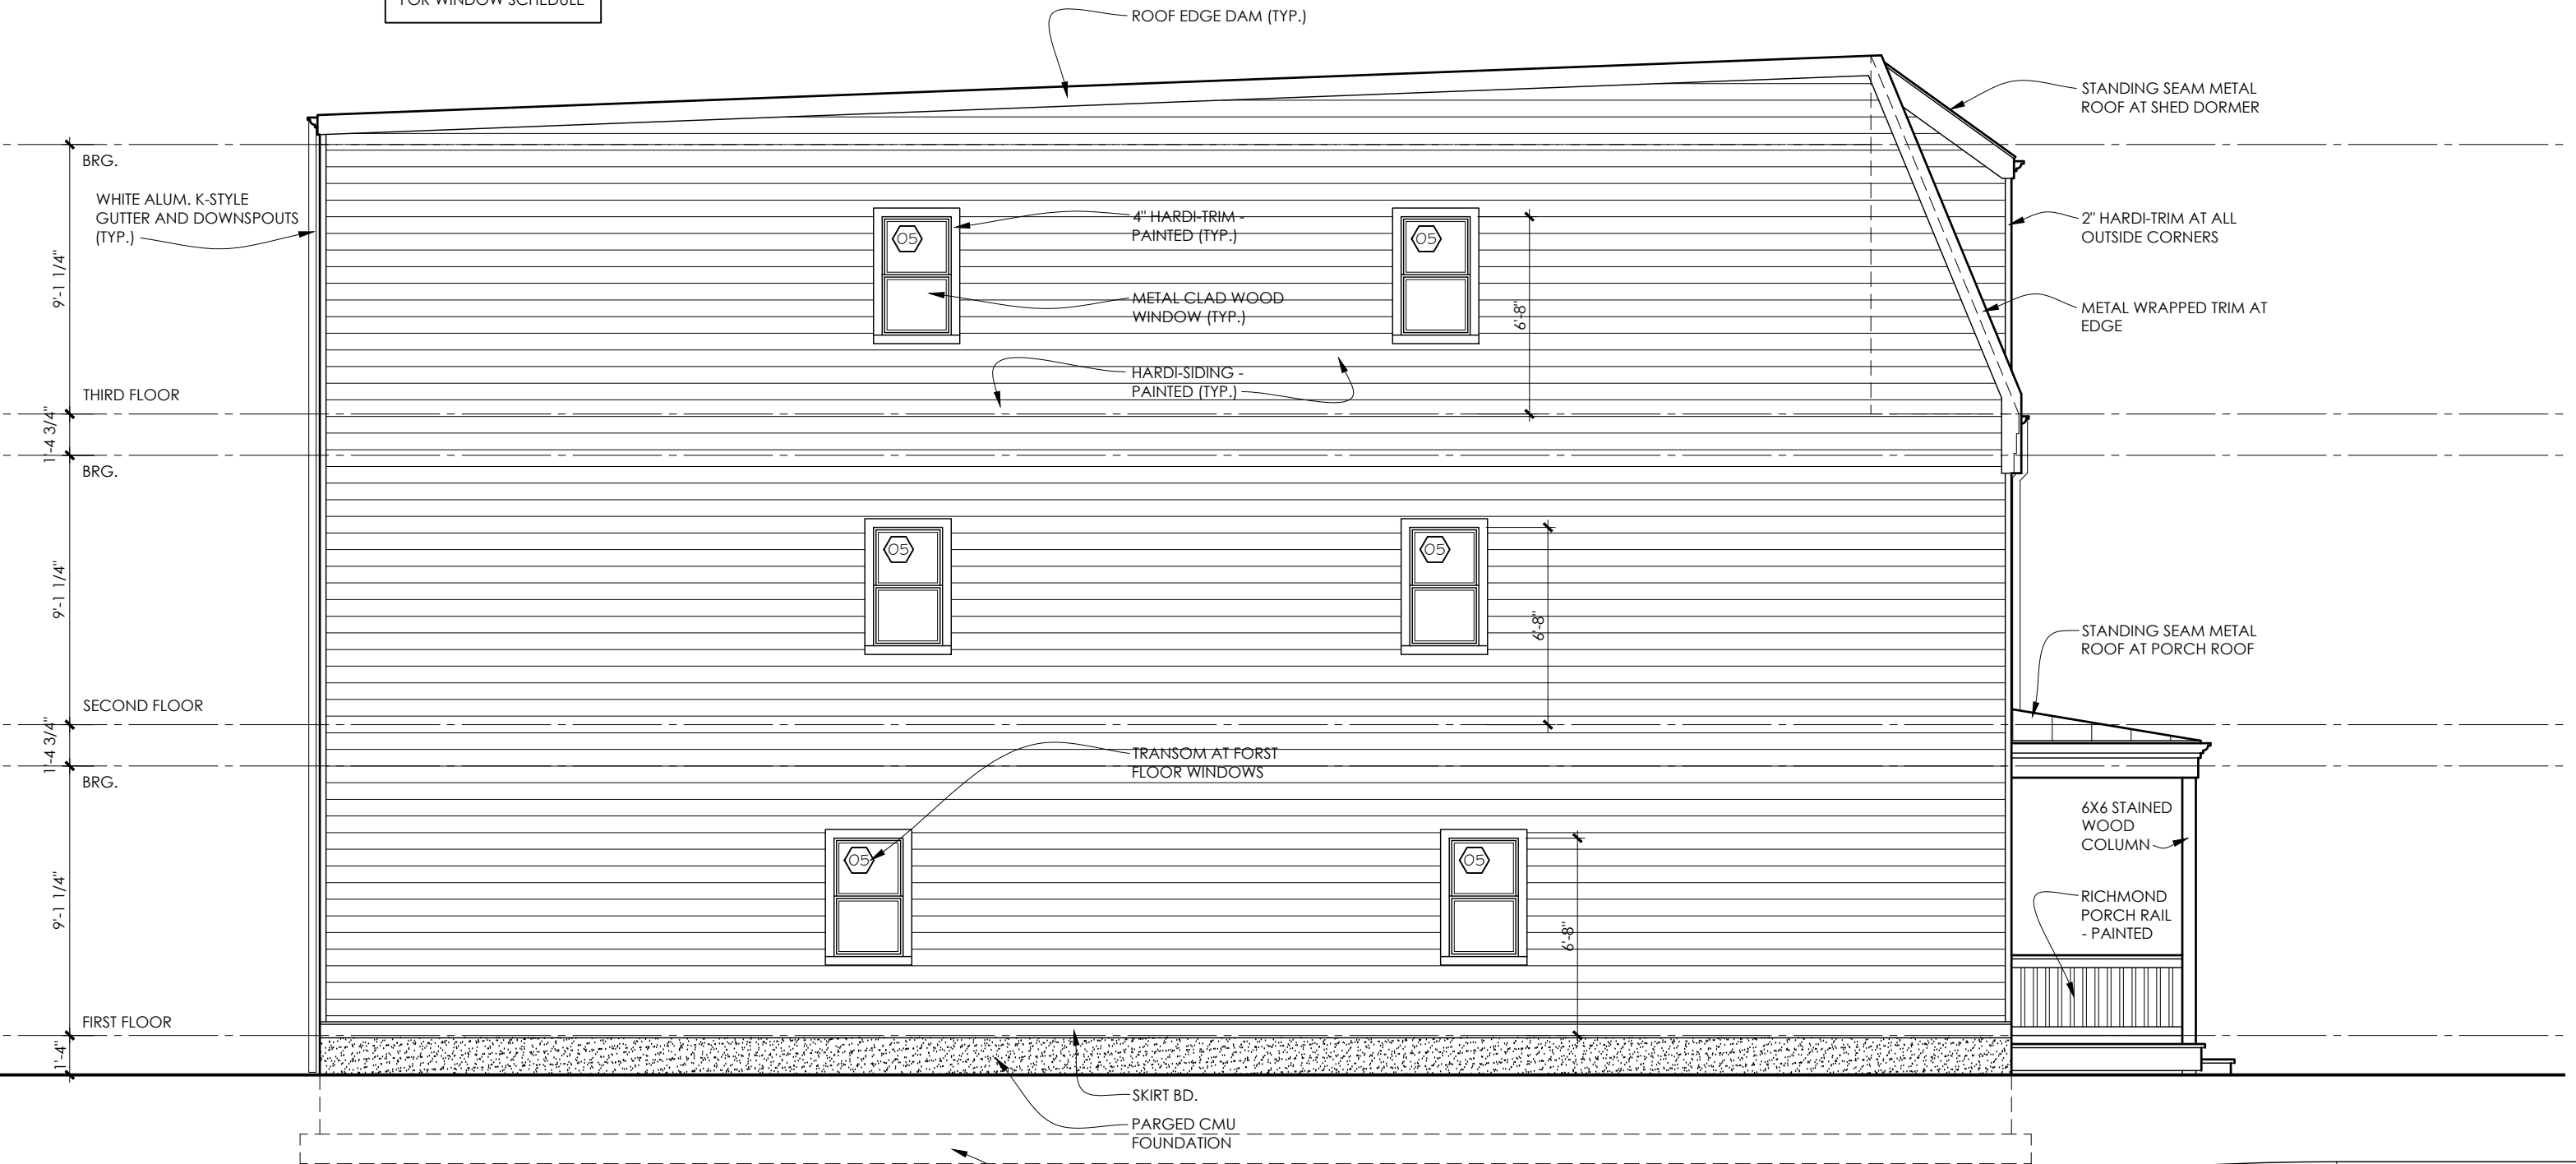 FOR WINDOW SCHEDULE
ROOF EDGE DAM (TYP.)
STANDING SEAM METAL
ROOF AT SHED DORMER
BRG.
WHITE ALUM. K-STYLE
GUTTER AND DOWNSPOUTS
(TYP.)
4" HARDI-TRIM -
PAINTED (TYP.)
05
05
2" HARDI-TRIM AT ALL
OUTSIDE CORNERS
9'-1 1/4"
METAL CLAD WOOD
WINDOW (TYP.)
6'-8"
METAL WRAPPED TRIM AT
EDGE
HARDI-SIDING -
PAINTED (TYP.)
THIRD FLOOR
1'-4 3/4"
BRG.
05
05
9'-1 1/4"
6'-8"
STANDING SEAM METAL
ROOF AT PORCH ROOF
SECOND FLOOR
1'-4 3/4"
TRANSOM AT FORST
FLOOR WINDOWS
BRG.
6X6 STAINED
WOOD
COLUMN
05
05
9'-1 1/4"
6'-8"
RICHMOND
PORCH RAIL
- PAINTED
FIRST FLOOR
1'-4"
SKIRT BD.
PARGED CMU
FOUNDATION